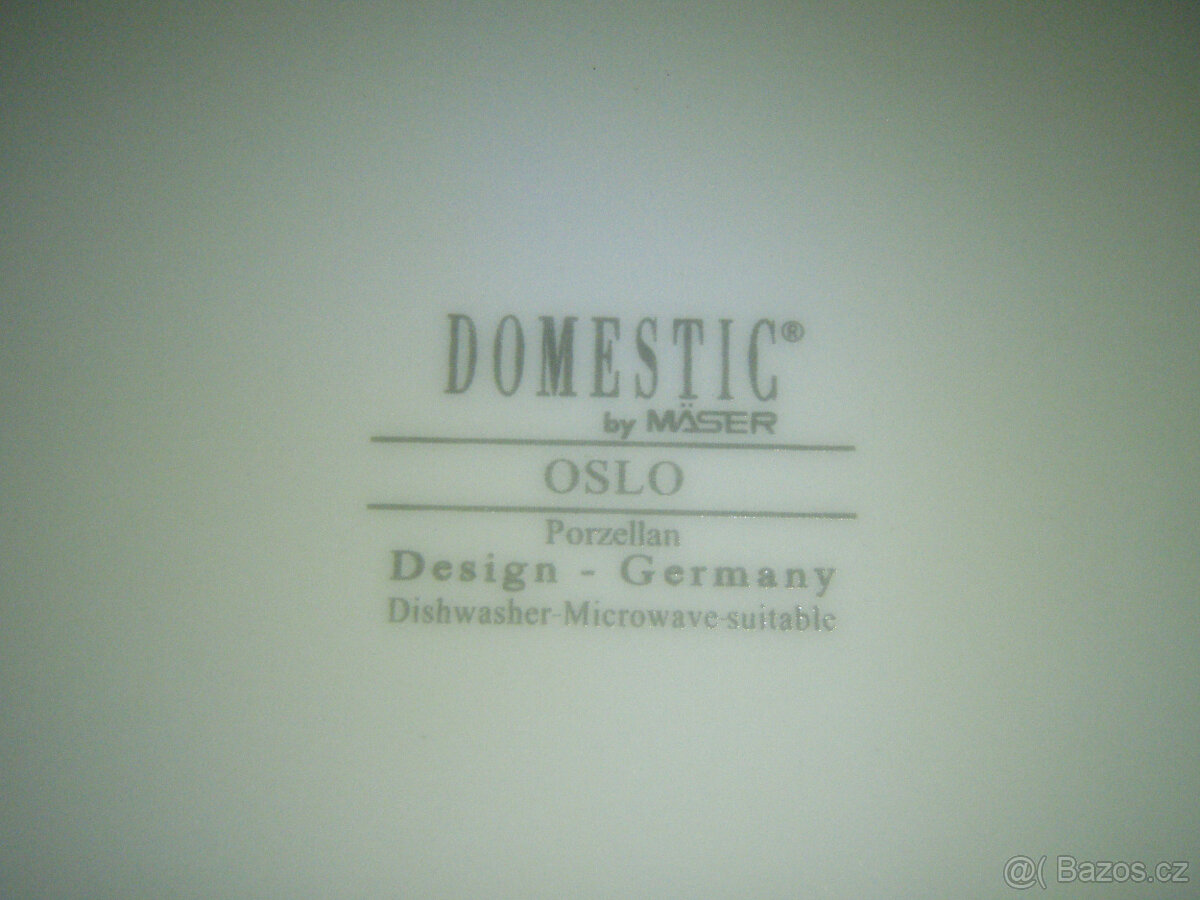 DOMESTIC®
by MÄSER
OSLO
Porzellan
Design - Germany
Dishwasher-Microwave-suitable
@( Bazos.cz